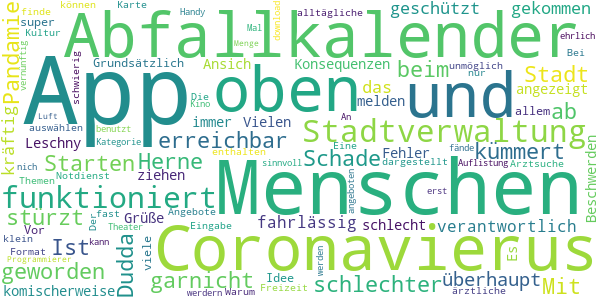 können Karte Handy alltägliche geschützt gekommen
finde super Kultur Abfallkalender Mal Menge download ehrlich
vernünftig Pandemie kräftig schwierig Grundsätzlich Ansich Konsequenzen beim Bei Stadt
App oben und
Die Kino unmöglich nur angezeigt
Luft auswählen immer Vielen das melden allem ab
Leschny benutzt erreichbar Stadtverwaltung
Kategorie An Eine fände Beschwerden
nich Starten Herne Menschen Schade Fehler kümmert
Themen Notdienst ziehen enthalten sinnvoll dargestellt Auflistung Arztsuche
funktioniert angeboten erst
stürzt Der fast Grüße Angebote fahrlässig schlecht verantwortlich
Vor Dudda Theater Coronavierus
klein Ist viele Eingabe Es
Format kann garnicht Idee schlechter überhaupt Mit
geworden Programmierer Freizeit werden
komischerweise werdern Warum ärztliche